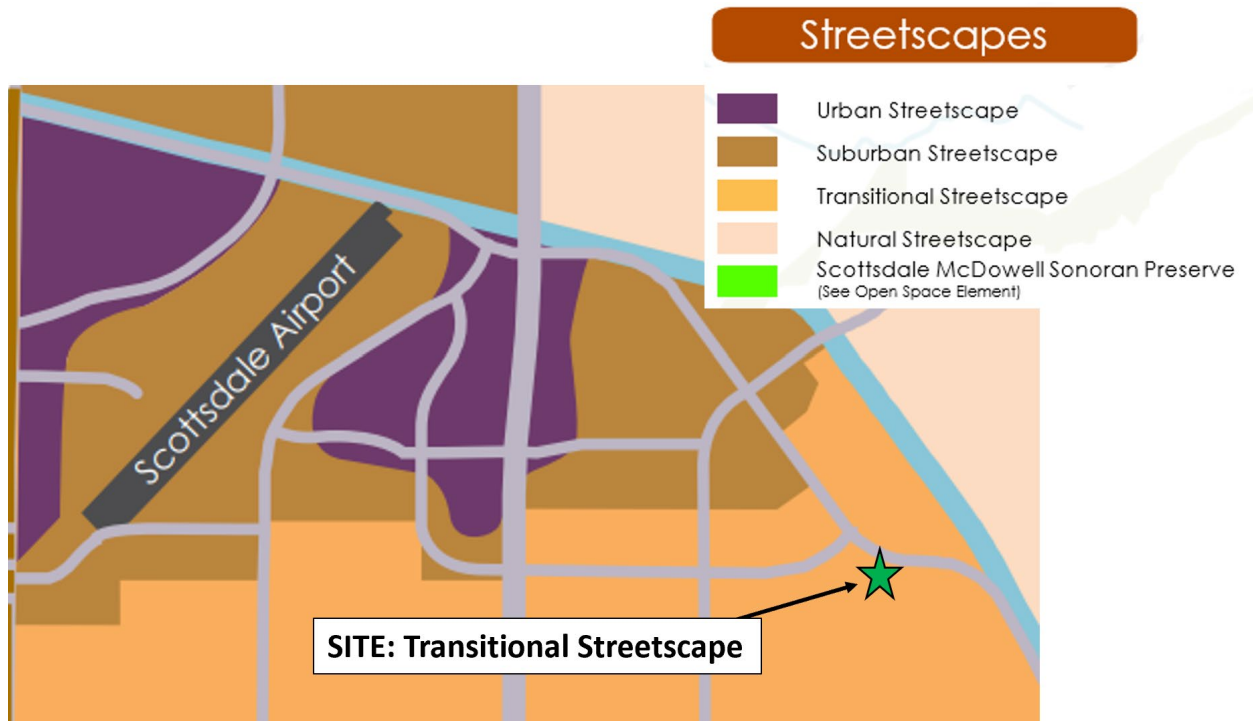 Streetscapes
Urban Streetscape
Suburban Streetscape
Transitional Streetscape
Natural Streetscape
Scottsdale McDowell Sonoran Preserve
(See Open Space Element)
Scottsdale Airport
SITE: Transitional Streetscape